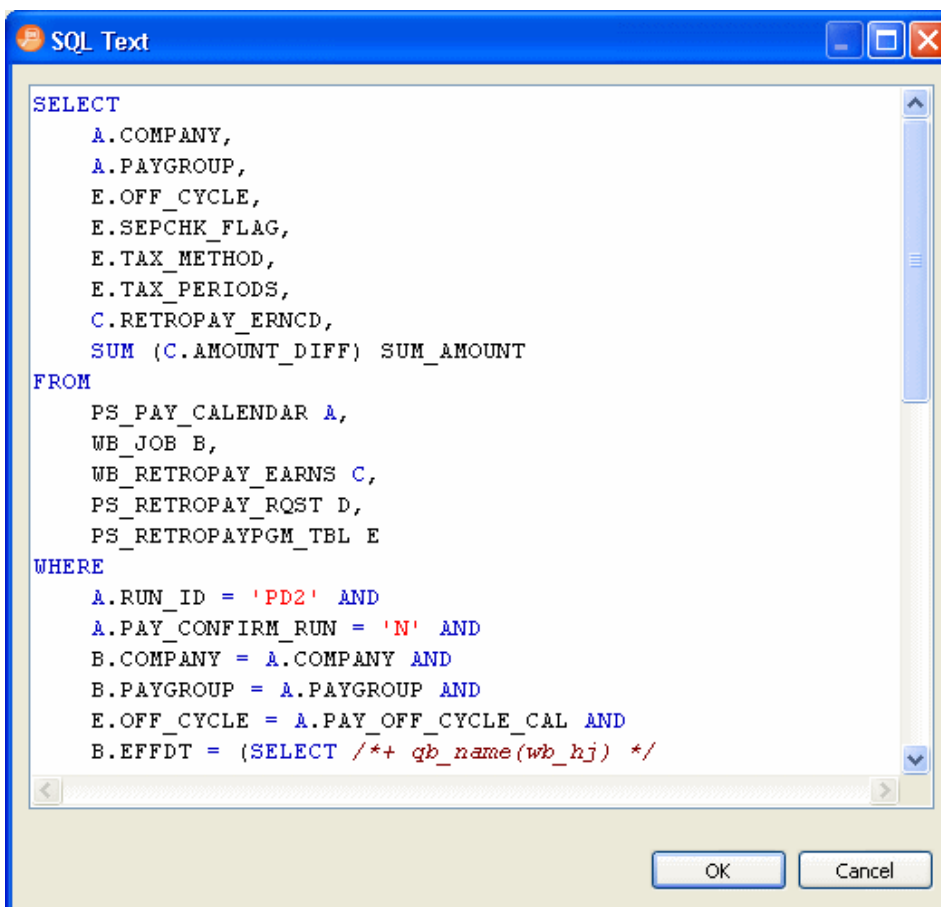 SQL Text
SELECT
A.COMPANY,
A.PAYGROUP,
E.OFF_CYCLE,
E.SEPCHK_FLAG,
E.TAX_METHOD,
E.TAX_PERIODS,
C.RETROPAY_ERNCD,
SUM (C.AMOUNT_DIFF) SUM_AMOUNT
FROM
PS_PAY_CALENDAR A,
WB_JOB B,
WB_RETROPAY_EARNS C,
PS_RETROPAY_RQST D,
PS_RETROPAYPGM_TBL E
WHERE
A.RUN_ID = 'PD2' AND
A.PAY_CONFIRM_RUN = 'N' AND
B.COMPANY = A.COMPANY AND
B.PAYGROUP = A.PAYGROUP AND
E.OFF_CYCLE = A.PAY_OFF_CYCLE_CAL AND
B.EFFDT = (SELECT /*+ qb_name(wb_hj) */
OK Cancel